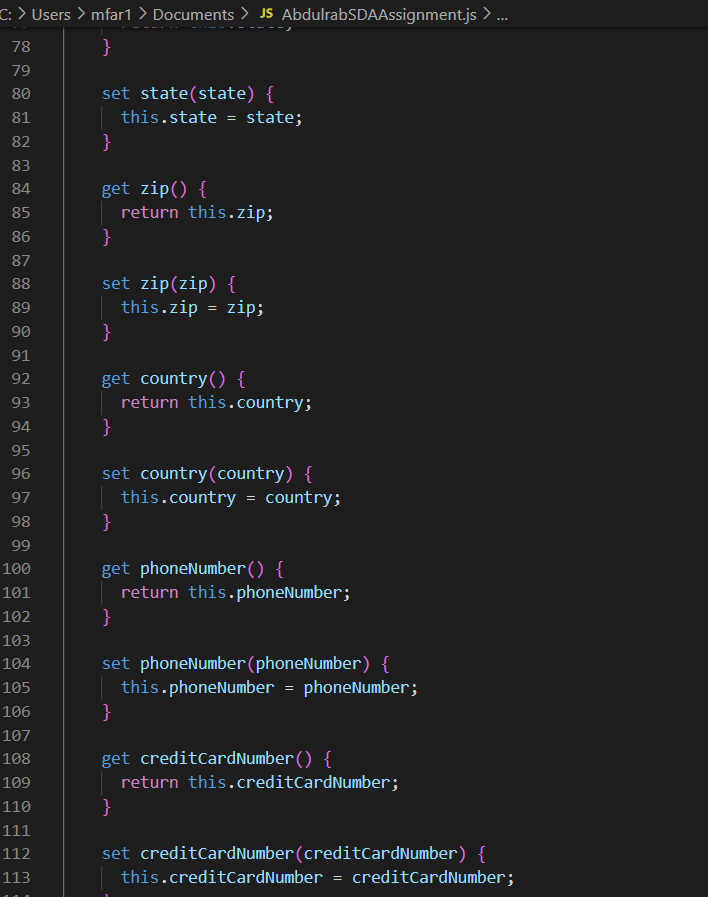 C: > Users > mfar1 > Documents > JS AbdulrabSDAAssignment.js > ...
78 }
79
80 set state(state) {
81 this.state = state;
82 }
83
84 get zip() {
85 return this.zip;
86 }
87
88 set zip(zip) {
89 this.zip = zip;
90 }
91
92 get country() {
93 return this.country;
94 }
95
96 set country(country) {
97 this.country = country;
98 }
99
100 get phoneNumber() {
101 return this.phoneNumber;
102 }
103
104 set phoneNumber(phoneNumber) {
105 this.phoneNumber = phoneNumber;
106 }
107
108 get creditCardNumber() {
109 return this.creditCardNumber;
110 }
111
112 set creditCardNumber(creditCardNumber) {
113 this.creditCardNumber = creditCardNumber;